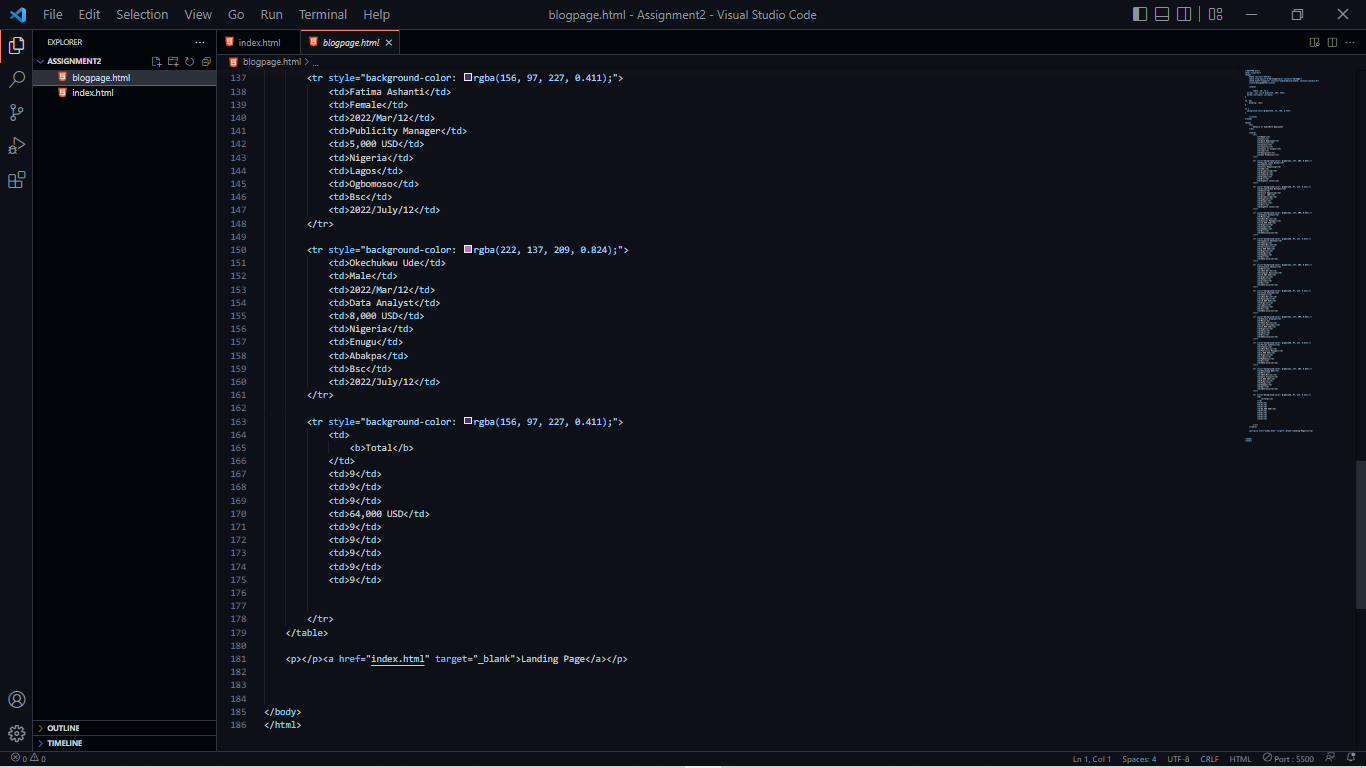 File Edit Selection View Go Run Terminal Help
blogpage.html - Assignment2 - Visual Studio Code
EXPLORER
ASSIGNMENT2
blogpage.html
index.html
OUTLINE
TIMELINE
index.html
blogpage.html
blogpage.html > ...
137 <tr style="background-color: rgba(156, 97, 227, 0.411);">
138 <td>Fatima Ashanti</td>
139 <td>Female</td>
140 <td>2022/Mar/12</td>
141 <td>Publicity Manager</td>
142 <td>5,000 USD</td>
143 <td>Nigeria</td>
144 <td>Lagos</td>
145 <td>Ogbomoso</td>
146 <td>Bsc</td>
147 <td>2022/July/12</td>
148 </tr>
149
150 <tr style="background-color: rgba(222, 137, 209, 0.824);">
151 <td>Okechukwu Ude</td>
152 <td>Male</td>
153 <td>2022/Mar/12</td>
154 <td>Data Analyst</td>
155 <td>8,000 USD</td>
156 <td>Nigeria</td>
157 <td>Enugu</td>
158 <td>Abakpa</td>
159 <td>Bsc</td>
160 <td>2022/July/12</td>
161 </tr>
162
163 <tr style="background-color: rgba(156, 97, 227, 0.411);">
164 <td>
165 <b>Total</b>
166 </td>
167 <td>9</td>
168 <td>9</td>
169 <td>9</td>
170 <td>64,000 USD</td>
171 <td>9</td>
172 <td>9</td>
173 <td>9</td>
174 <td>9</td>
175 <td>9</td>
176
177
178 </tr>
179 </table>
180
181 <p></p><a href="index.html" target="_blank">Landing Page</a></p>
182
183
184
185 </body>
186 </html>
0 0
Ln 1, Col 1 Spaces: 4 UTF-8 CRLF HTML Port : 5500